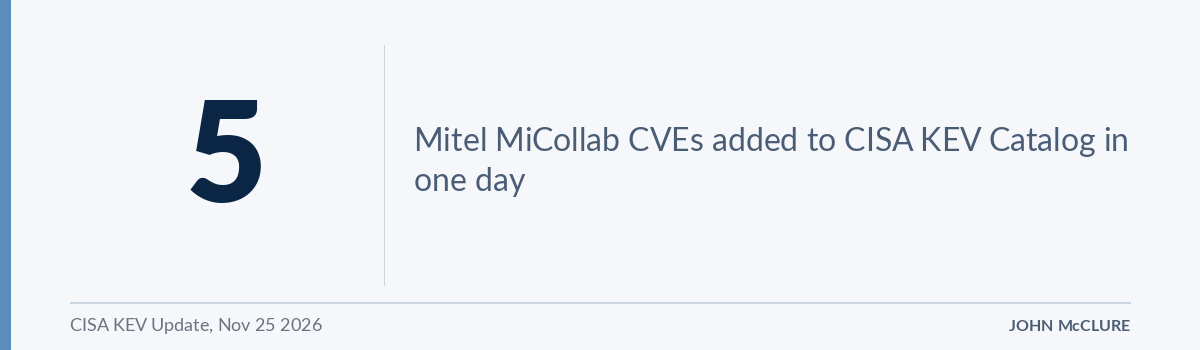 5
Mitel MiCollab CVEs added to CISA KEV Catalog in
one day
CISA KEV Update, Nov 25 2026
JOHN McCLURE